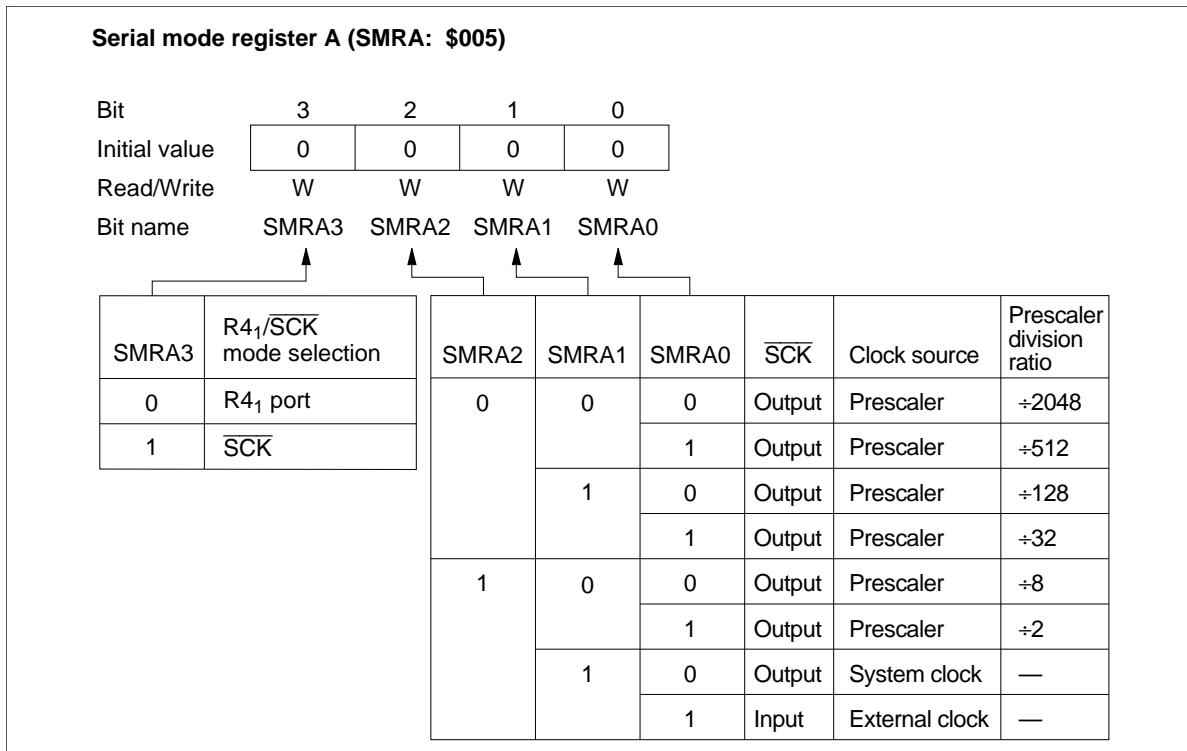 Serial mode register A (SMRA: $005)
Bit 3 2 1 0
Initial value 0 0 0 0
Read/Write W W W W
Bit name SMRA3 SMRA2 SMRA1 SMRA0
SMRA3 R4₁/S̅C̅K̅ mode selection
0 R4₁ port
1 S̅C̅K̅
SMRA2 SMRA1 SMRA0 S̅C̅K̅ Clock source Prescaler division ratio
0 0 0 Output Prescaler ÷2048
1 Output Prescaler ÷512
1 0 Output Prescaler ÷128
1 Output Prescaler ÷32
1 0 0 Output Prescaler ÷8
1 Output Prescaler ÷2
1 0 Output System clock —
1 Input External clock —